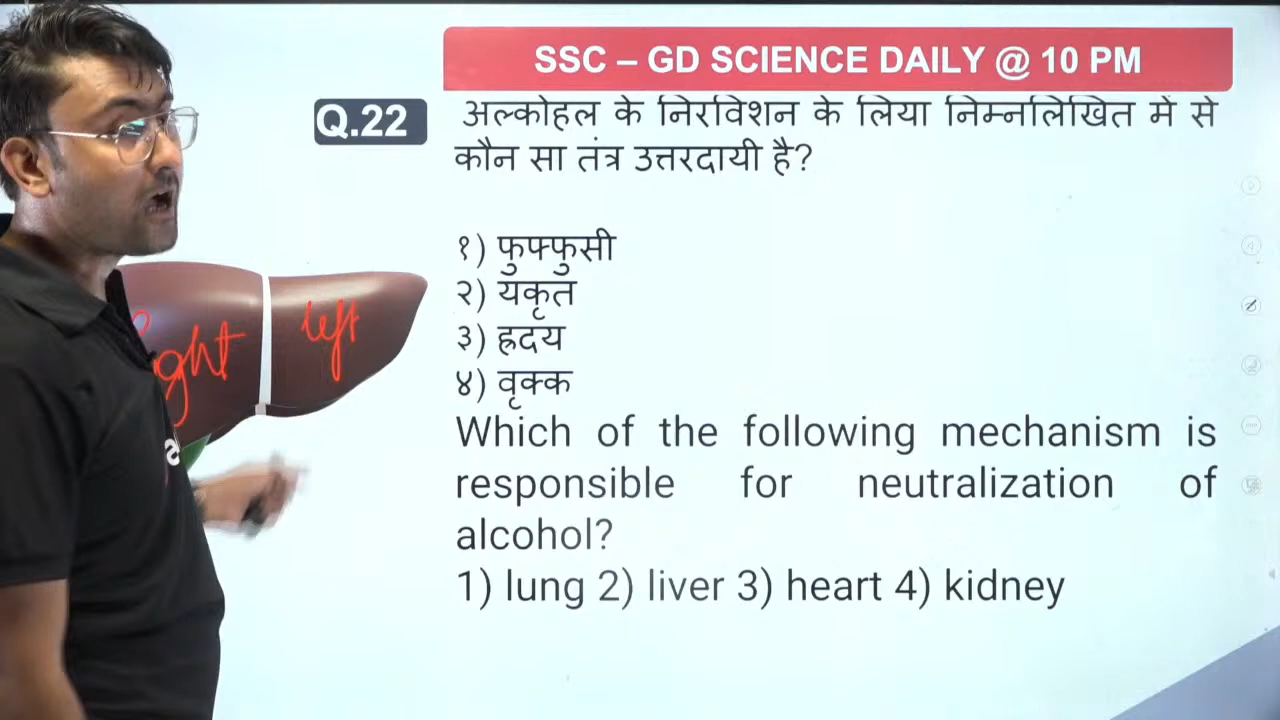 SSC – GD SCIENCE DAILY @ 10 PM
Q.22
अल्कोहल के निरविशन के लिया निम्नलिखित में से
कौन सा तंत्र उत्तरदायी है?
१) फुफ्फुसी
२) यकृत
३) ह्रदय
४) वृक्क
left
Which of the following mechanism is
responsible for neutralization of
alcohol?
1) lung 2) liver 3) heart 4) kidney